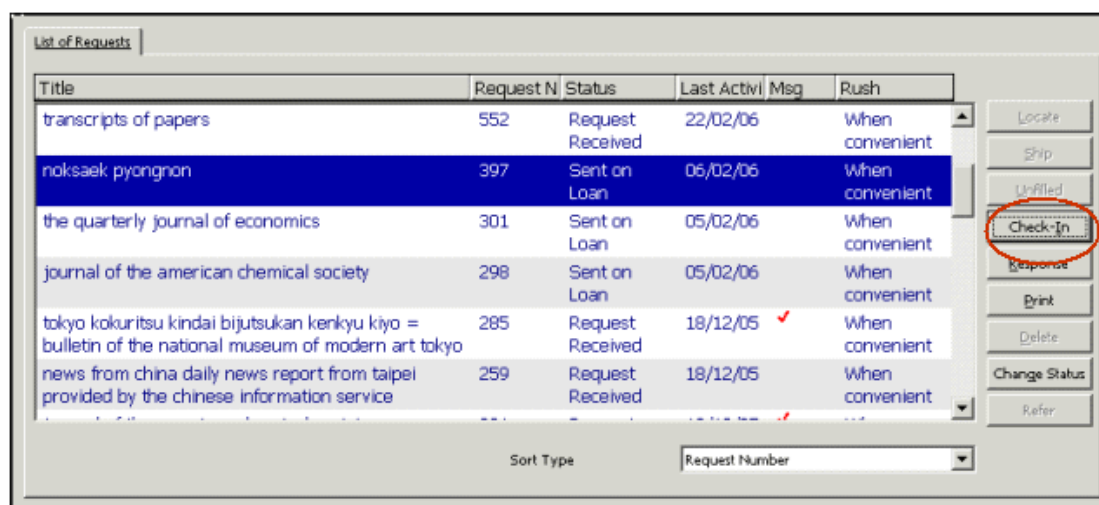 List of Requests
Title Request N Status Last Activi Msg Rush
transcripts of papers 552 Request Received 22/02/06 When convenient
noksaek pyongnon 397 Sent on Loan 06/02/06 When convenient
the quarterly journal of economics 301 Sent on Loan 05/02/06 When convenient
journal of the american chemical society 298 Sent on Loan 05/02/06 When convenient
tokyo kokuritsu kindai bijutsukan kenkyu kiyo = bulletin of the national museum of modern art tokyo 285 Request Received 18/12/05 When convenient
news from china daily news report from taipei provided by the chinese information service 259 Request Received 18/12/05 When convenient
Locate
Ship
Unfilled
Check-In
Response
Print
Delete
Change Status
Refer
Sort Type Request Number